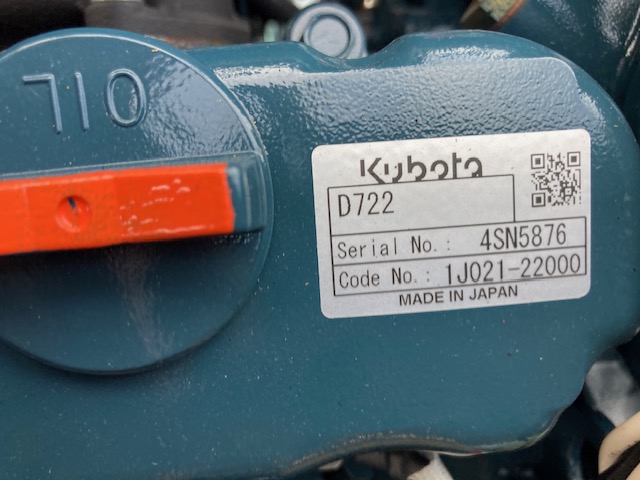 OIL
Kubota
D722
Serial No.: 4SN5876
Code No.: 1J021-22000
MADE IN JAPAN